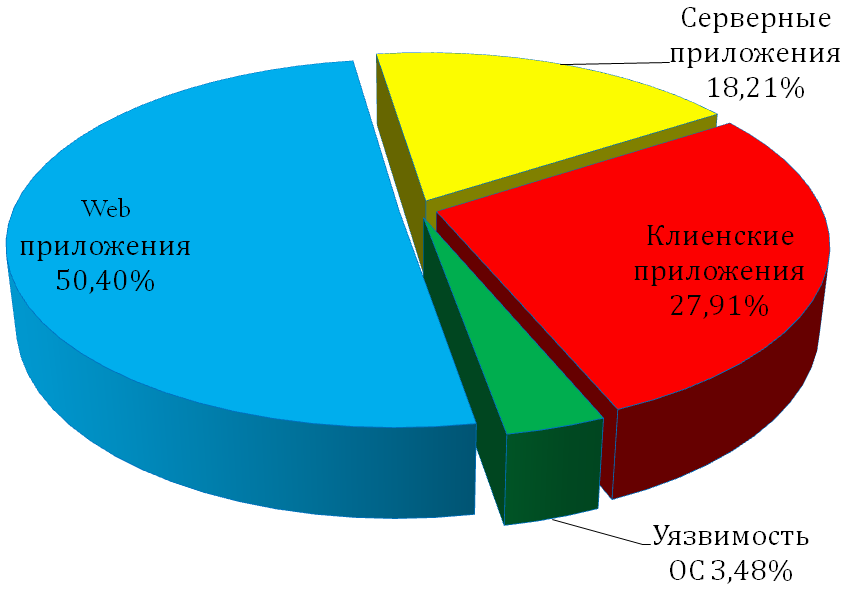 Серверные
приложения
18,21%
Web
приложения
50,40%
Клиенские
приложения
27,91%
Уязвимость
ОС 3,48%